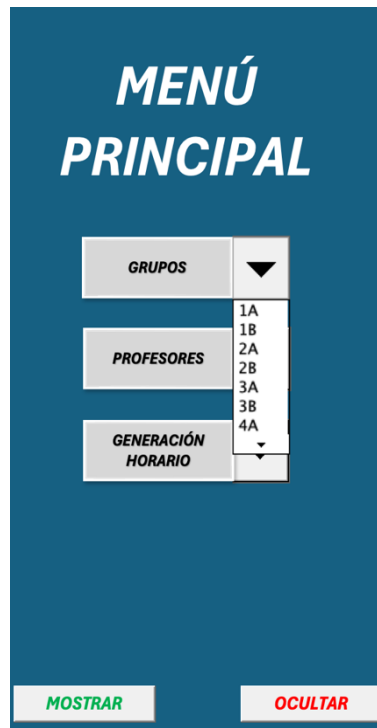 MENÚ
PRINCIPAL
GRUPOS
1A
1B
2A
2B
3A
3B
4A
PROFESORES
GENERACIÓN
HORARIO
MOSTRAR
OCULTAR